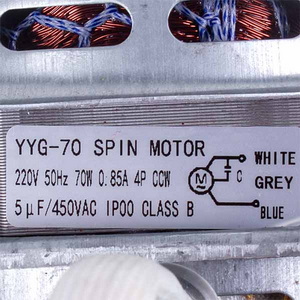 YYG-70 SPIN MOTOR
220V 50Hz 70W 0.85A 4P CCW
5μF/450VAC IP00 CLASS B
M
C
WHITE
GREY
BLUE